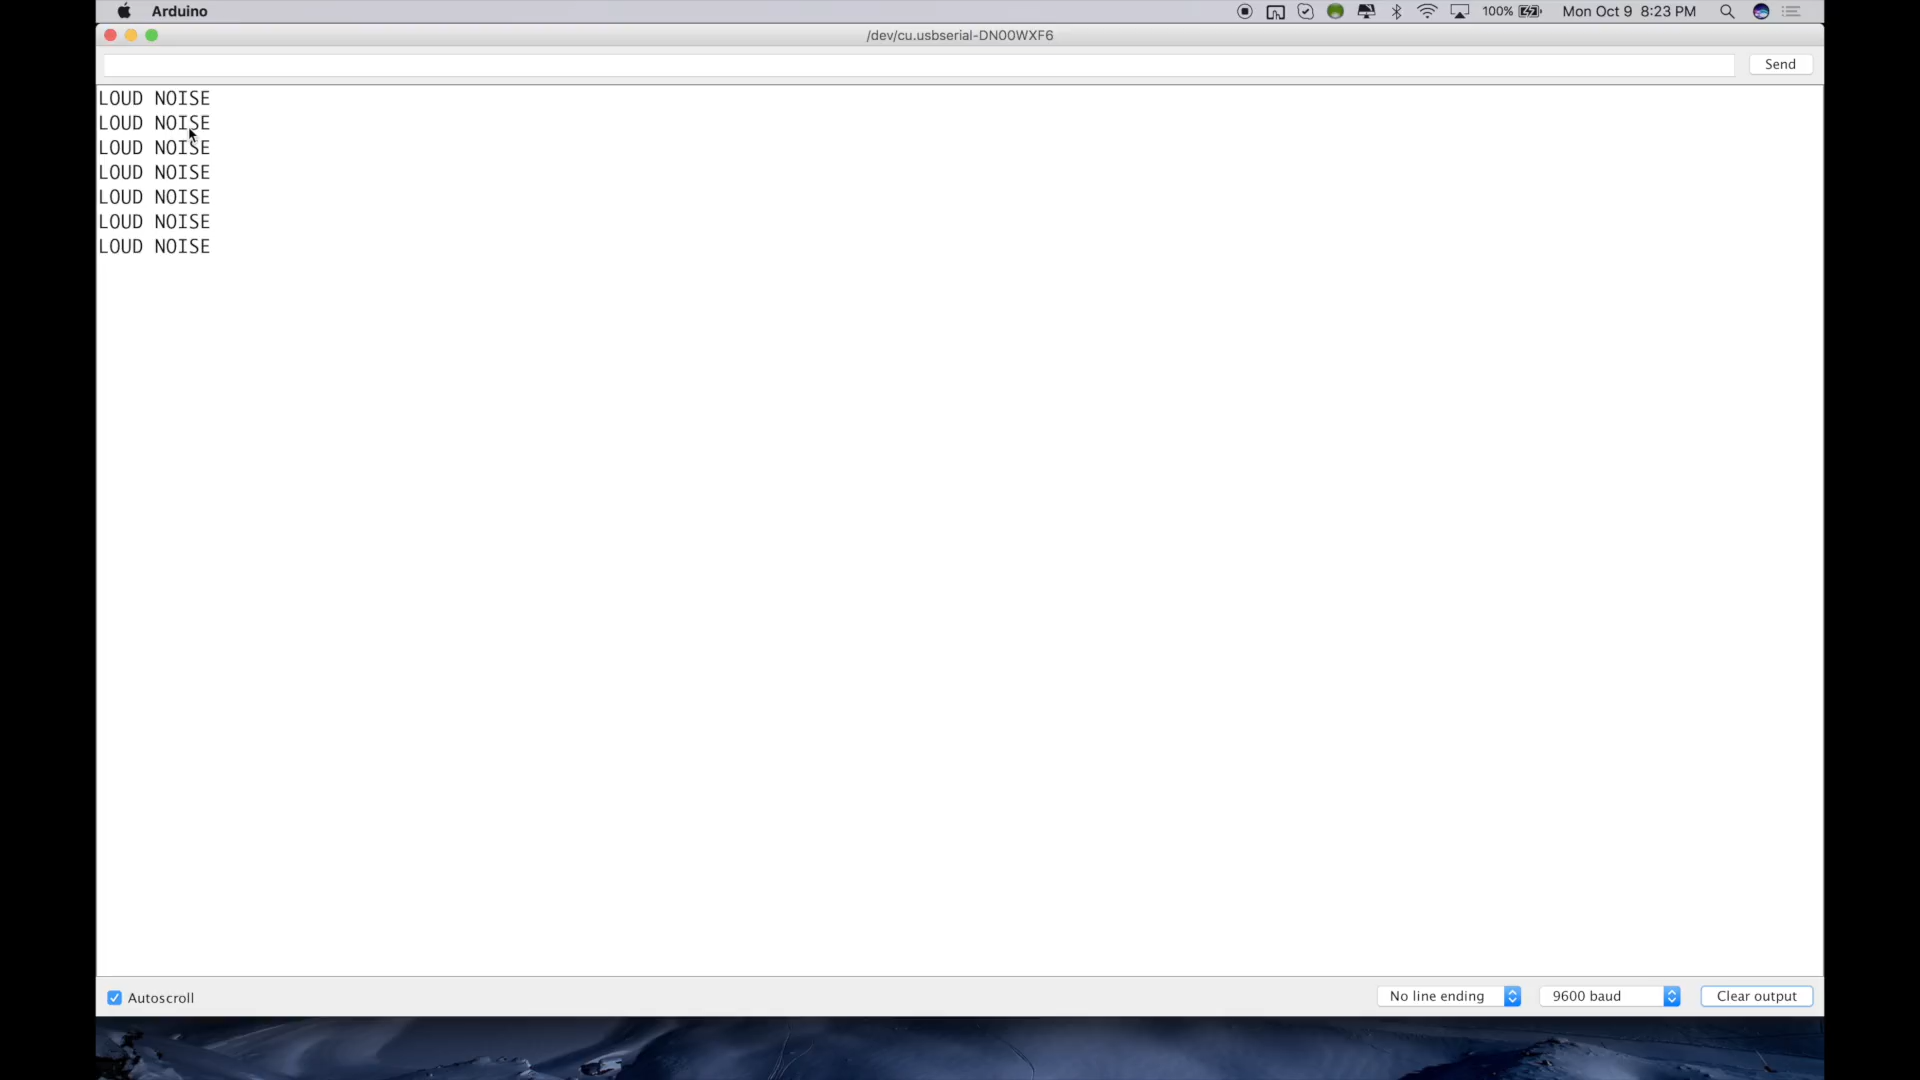 Arduino
100%
Mon Oct 9 8:23 PM
/dev/cu.usbserial-DN00WXF6
Send
LOUD NOISE
LOUD NOISE
LOUD NOISE
LOUD NOISE
LOUD NOISE
LOUD NOISE
LOUD NOISE
Autoscroll
No line ending
9600 baud
Clear output